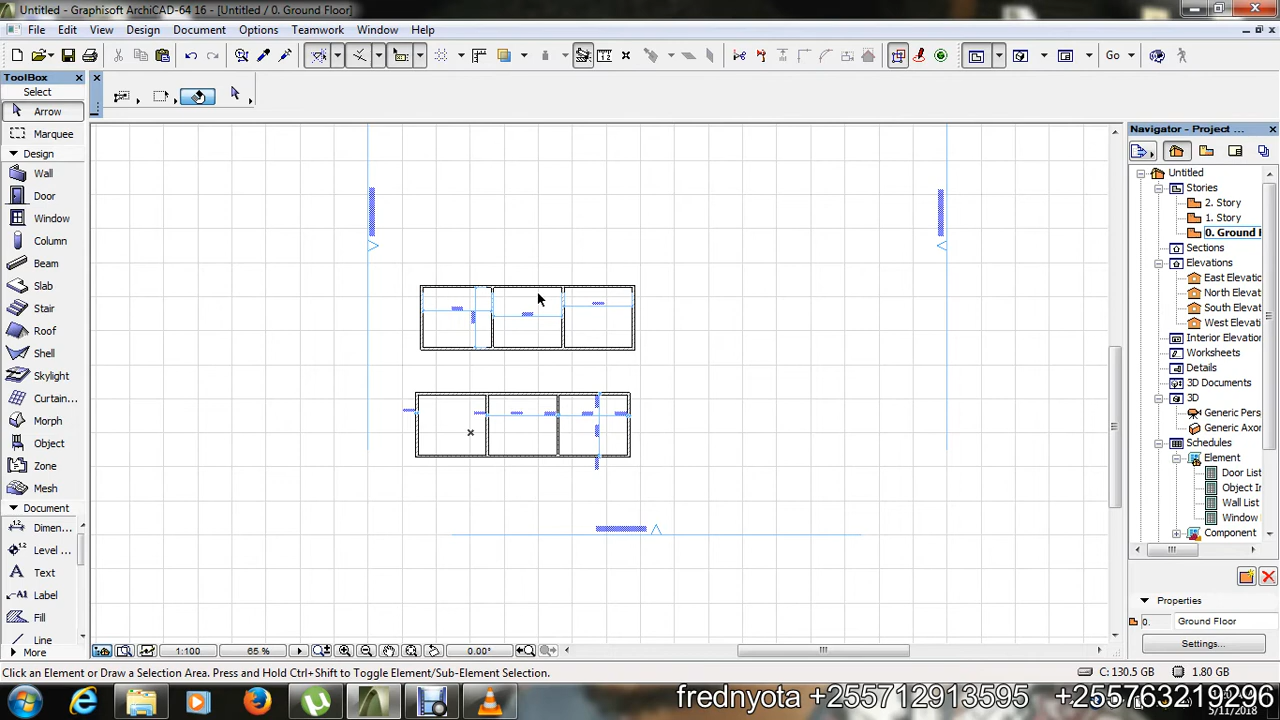 Untitled - Graphisoft ArchiCAD-64 16 - [Untitled / 0. Ground Floor]
File Edit View Design Document Options Teamwork Window Help
Go
ToolBox
Select
Arrow
Marquee
Design
Wall
Door
Window
Column
Beam
Slab
Stair
Roof
Shell
Skylight
Curtain...
Morph
Object
Zone
Mesh
Document
Dimen...
Level ...
Text
Label
Fill
Line
More
Navigator - Project ...
Untitled
Stories
2. Story
1. Story
0. Ground F
Sections
Elevations
East Elevatio
North Elevat
South Elevat
West Elevati
Interior Elevatio
Worksheets
Details
3D Documents
3D
Generic Pers
Generic Axon
Schedules
Element
Door List
Object In
Wall List
Window
Component
Properties
0. Ground Floor
Settings...
1:100 65 % 0.00°
Click an Element or Draw a Selection Area. Press and Hold Ctrl+Shift to Toggle Element/Sub-Element Selection.
C: 130.5 GB 1.80 GB
frednyota +255712913595 +255763219296
5/11/2018